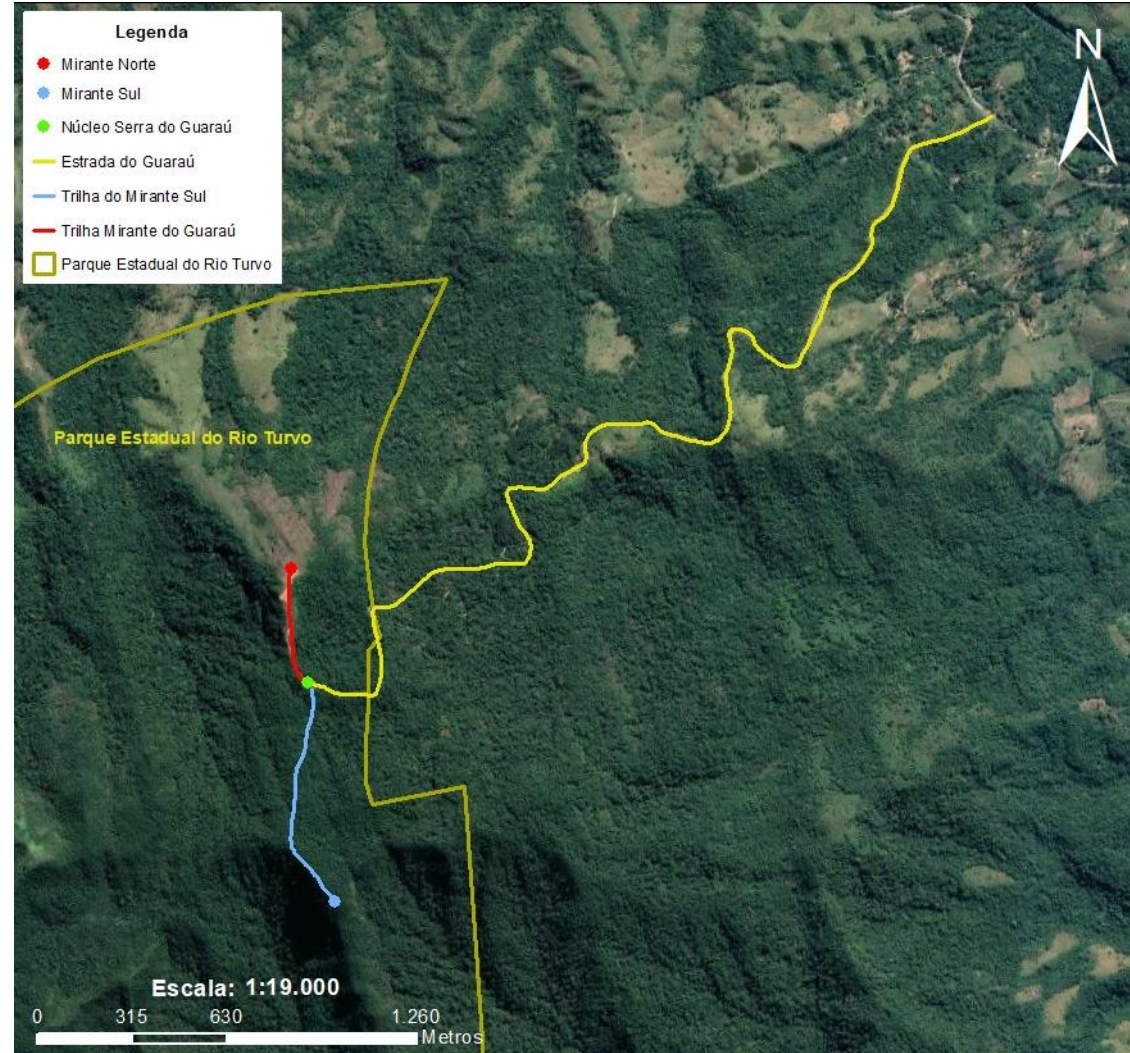 Legenda
Mirante Norte
Mirante Sul
Núcleo Serra do Guaraú
Estrada do Guaraú
Trilha do Mirante Sul
Trilha Mirante do Guaraú
Parque Estadual do Rio Turvo
N
Parque Estadual do Rio Turvo
Escala: 1:19.000
0 315 630 1.260
Metros